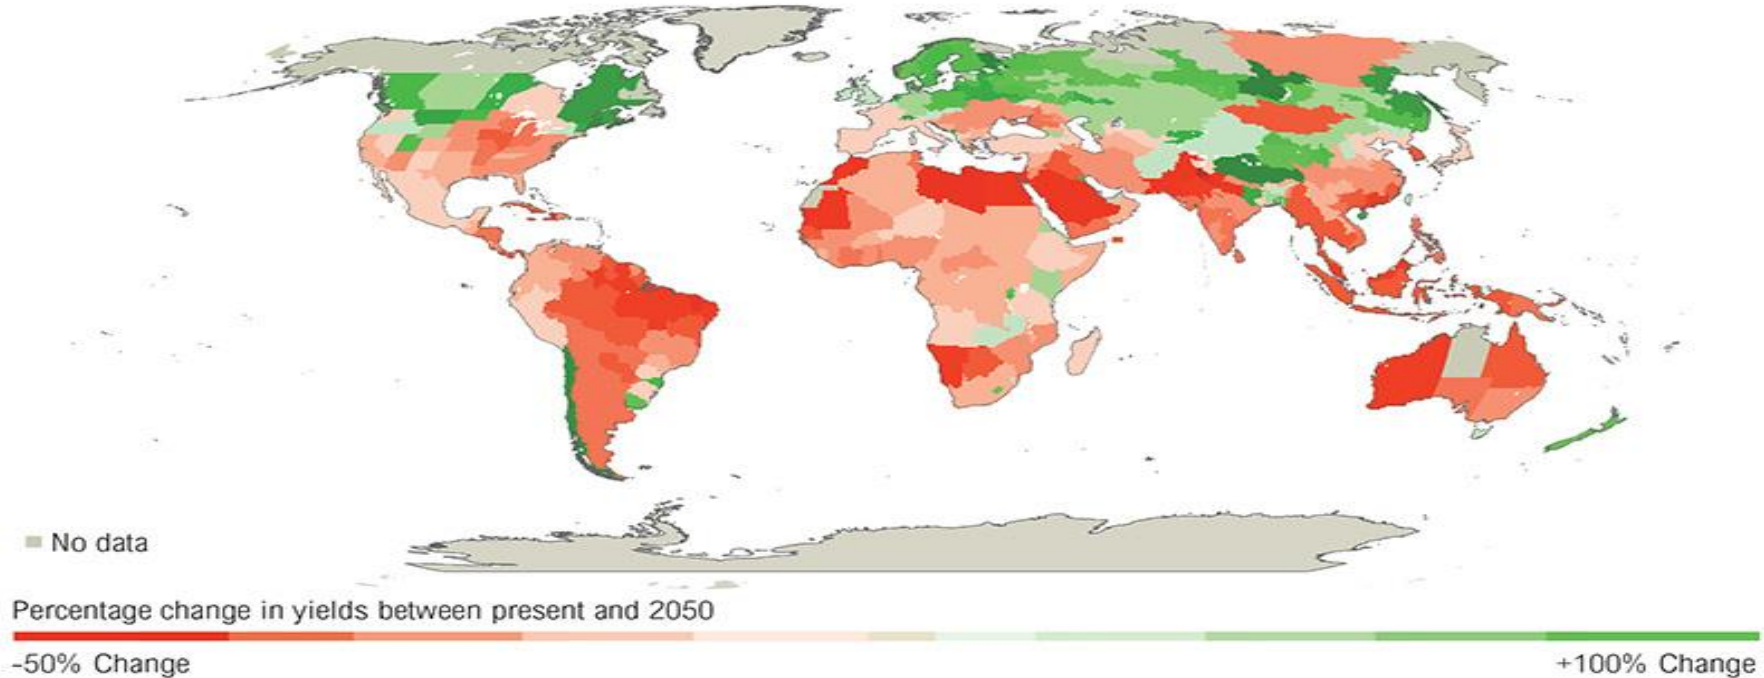 No data
Percentage change in yields between present and 2050
-50% Change
+100% Change